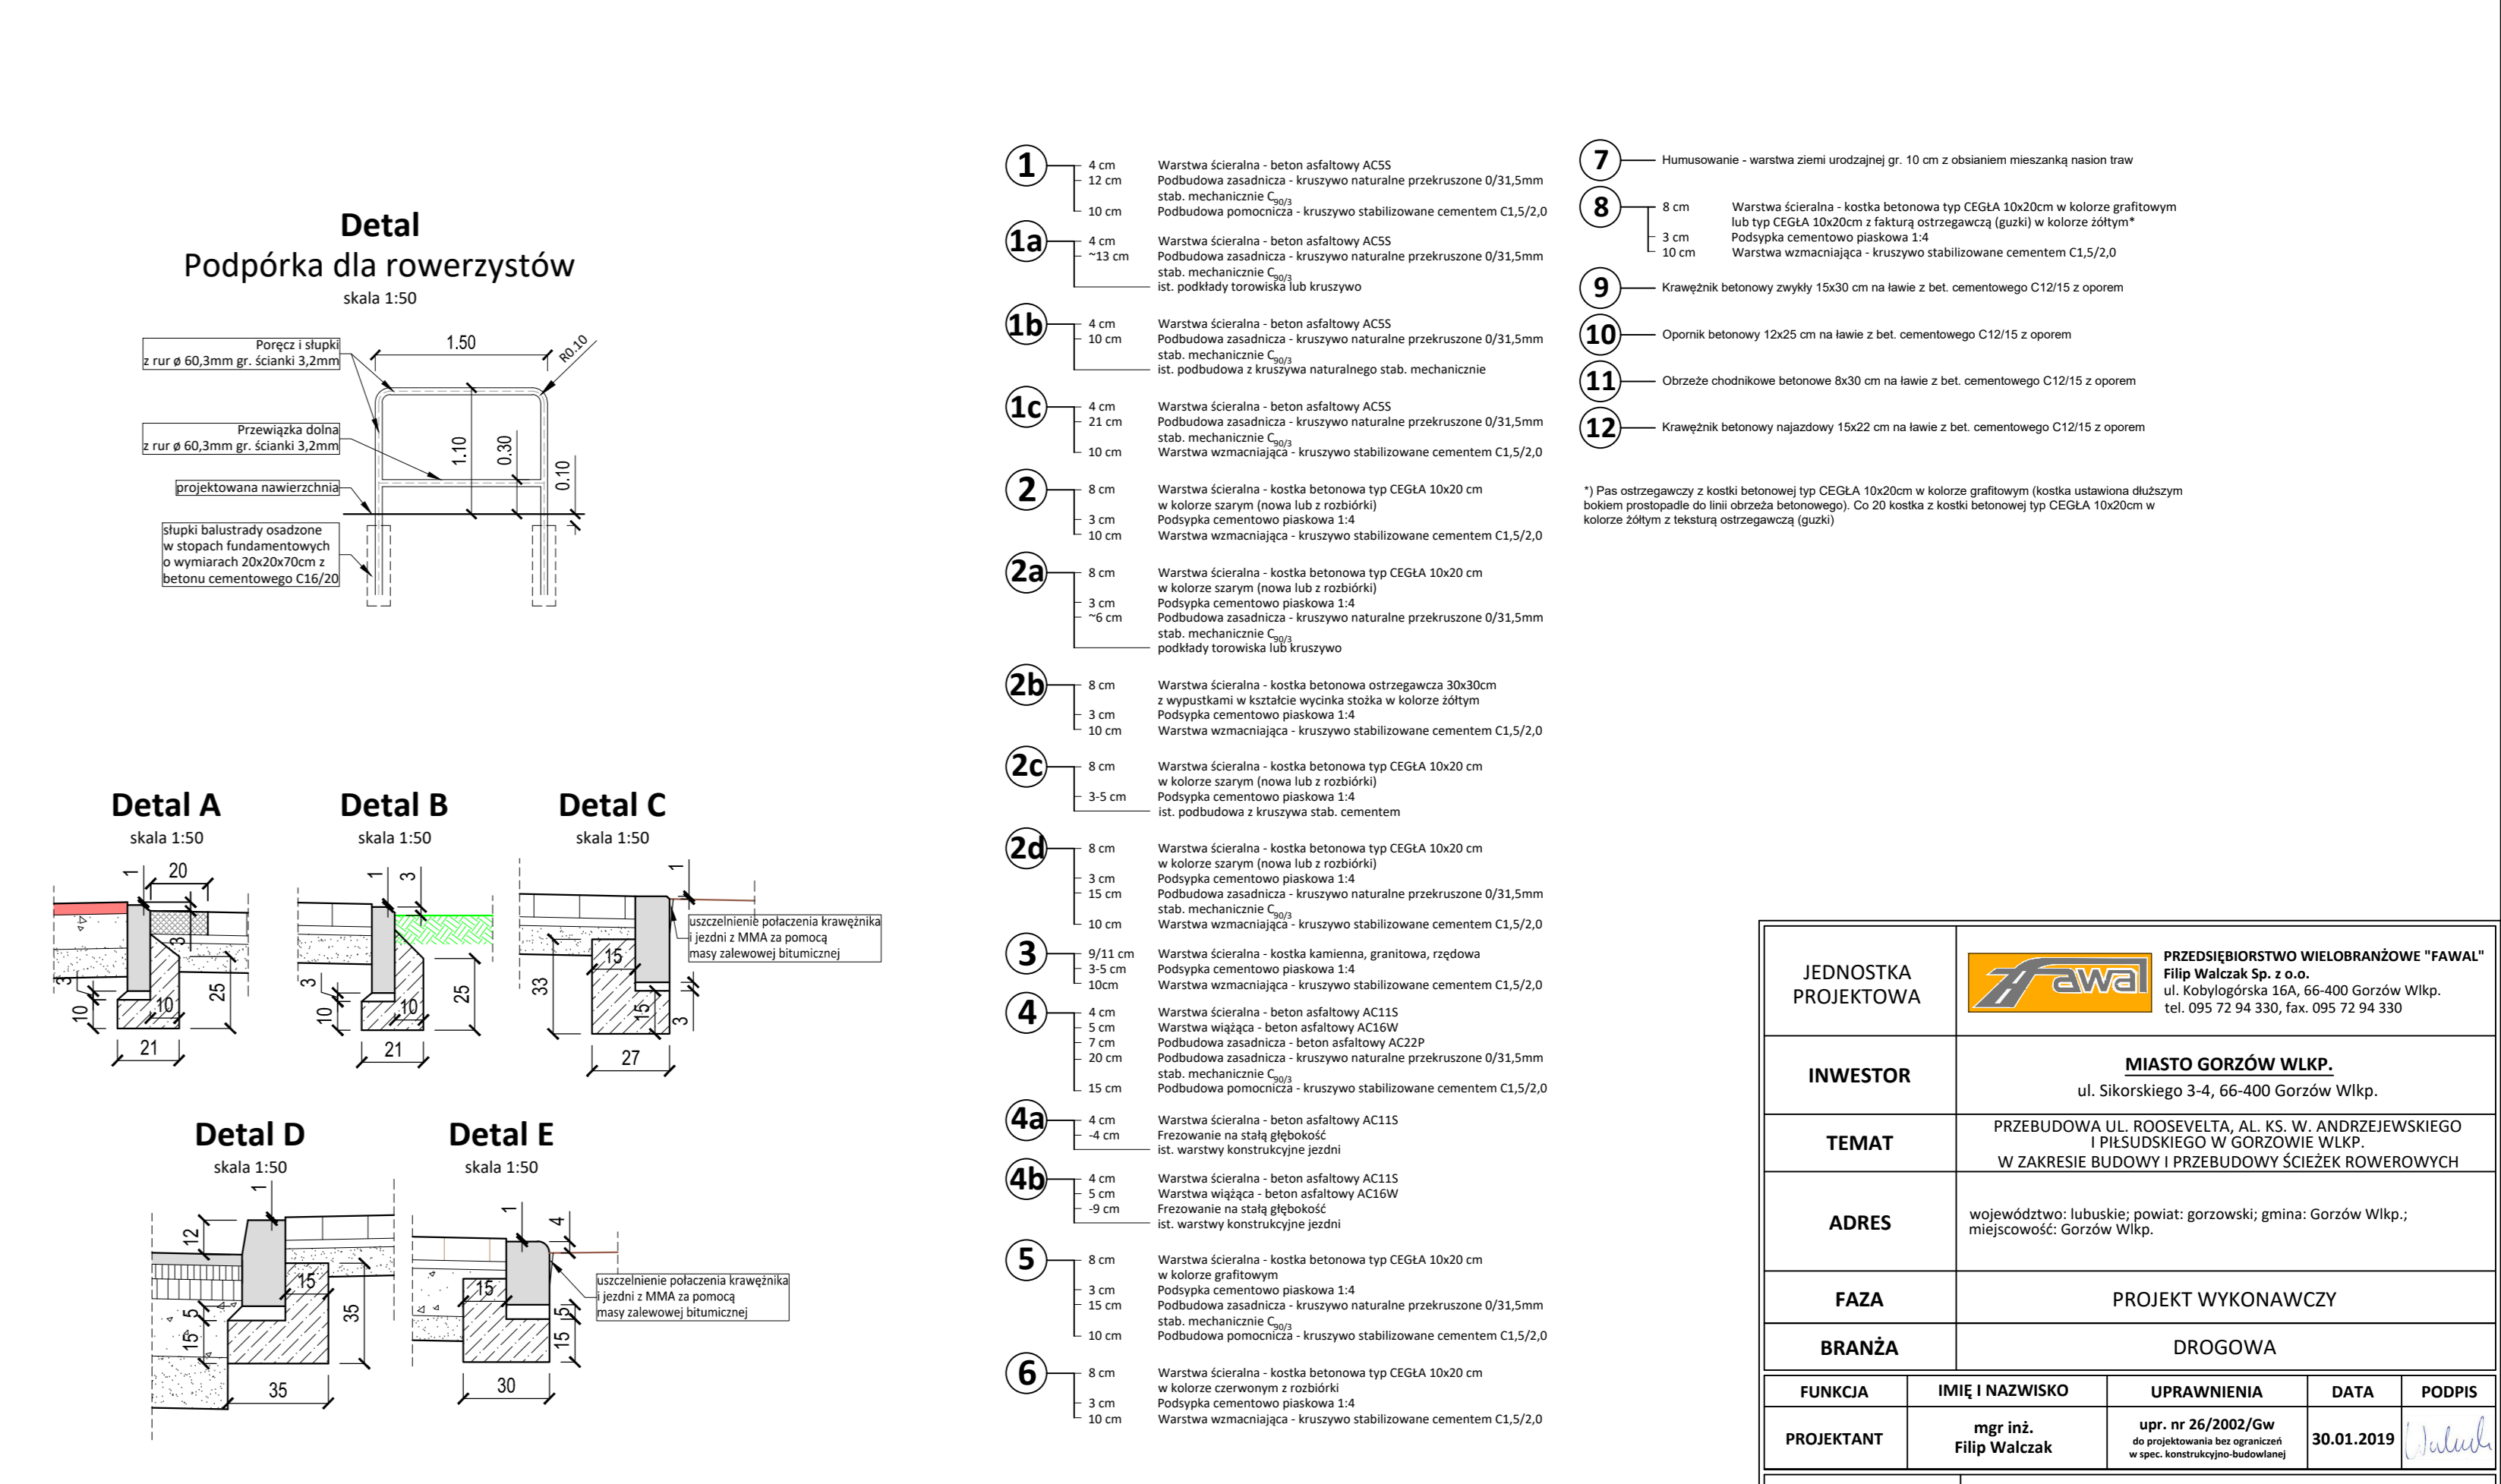 Detal
Podpórka dla rowerzystów
skala 1:50
Poręcz i słupki
z rur ø 60,3mm gr. ścianki 3,2mm
1.50
R0.10
Przewiązka dolna
z rur ø 60,3mm gr. ścianki 3,2mm
1.10
0.30
0.10
projektowana nawierzchnia
słupki balustrady osadzone
w stopach fundamentowych
o wymiarach 20x20x70cm z
betonu cementowego C16/20
Detal A
skala 1:50
1
20
3
3
10
10
25
21
Detal B
skala 1:50
1
3
3
10
10
25
21
Detal C
skala 1:50
1
uszczelnienie połaczenia krawężnika
i jezdni z MMA za pomocą
masy zalewowej bitumicznej
15
33
15
3
27
Detal D
skala 1:50
1
12
15
5
15
35
35
Detal E
skala 1:50
1
4
uszczelnienie połaczenia krawężnika
i jezdni z MMA za pomocą
masy zalewowej bitumicznej
15
5
15
30
1
4 cm Warstwa ścieralna - beton asfaltowy AC5S
12 cm Podbudowa zasadnicza - kruszywo naturalne przekruszone 0/31,5mm
stab. mechanicznie C90/3
10 cm Podbudowa pomocnicza - kruszywo stabilizowane cementem C1,5/2,0
1a
4 cm Warstwa ścieralna - beton asfaltowy AC5S
~13 cm Podbudowa zasadnicza - kruszywo naturalne przekruszone 0/31,5mm
stab. mechanicznie C90/3
ist. podkłady torowiska lub kruszywo
1b
4 cm Warstwa ścieralna - beton asfaltowy AC5S
10 cm Podbudowa zasadnicza - kruszywo naturalne przekruszone 0/31,5mm
stab. mechanicznie C90/3
ist. podbudowa z kruszywa naturalnego stab. mechanicznie
1c
4 cm Warstwa ścieralna - beton asfaltowy AC5S
21 cm Podbudowa zasadnicza - kruszywo naturalne przekruszone 0/31,5mm
stab. mechanicznie C90/3
10 cm Warstwa wzmacniająca - kruszywo stabilizowane cementem C1,5/2,0
2
8 cm Warstwa ścieralna - kostka betonowa typ CEGŁA 10x20 cm
w kolorze szarym (nowa lub z rozbiórki)
3 cm Podsypka cementowo piaskowa 1:4
10 cm Warstwa wzmacniająca - kruszywo stabilizowane cementem C1,5/2,0
2a
8 cm Warstwa ścieralna - kostka betonowa typ CEGŁA 10x20 cm
w kolorze szarym (nowa lub z rozbiórki)
3 cm Podsypka cementowo piaskowa 1:4
~6 cm Podbudowa zasadnicza - kruszywo naturalne przekruszone 0/31,5mm
stab. mechanicznie C90/3
podkłady torowiska lub kruszywo
2b
8 cm Warstwa ścieralna - kostka betonowa ostrzegawcza 30x30cm
z wypustkami w kształcie wycinka stożka w kolorze żółtym
3 cm Podsypka cementowo piaskowa 1:4
10 cm Warstwa wzmacniająca - kruszywo stabilizowane cementem C1,5/2,0
2c
8 cm Warstwa ścieralna - kostka betonowa typ CEGŁA 10x20 cm
w kolorze szarym (nowa lub z rozbiórki)
3-5 cm Podsypka cementowo piaskowa 1:4
ist. podbudowa z kruszywa stab. cementem
2d
8 cm Warstwa ścieralna - kostka betonowa typ CEGŁA 10x20 cm
w kolorze szarym (nowa lub z rozbiórki)
3 cm Podsypka cementowo piaskowa 1:4
15 cm Podbudowa zasadnicza - kruszywo naturalne przekruszone 0/31,5mm
stab. mechanicznie C90/3
10 cm Warstwa wzmacniająca - kruszywo stabilizowane cementem C1,5/2,0
3
9/11 cm Warstwa ścieralna - kostka kamienna, granitowa, rzędowa
3-5 cm Podsypka cementowo piaskowa 1:4
10cm Warstwa wzmacniająca - kruszywo stabilizowane cementem C1,5/2,0
4
4 cm Warstwa ścieralna - beton asfaltowy AC11S
5 cm Warstwa wiążąca - beton asfaltowy AC16W
7 cm Podbudowa zasadnicza - beton asfaltowy AC22P
20 cm Podbudowa zasadnicza - kruszywo naturalne przekruszone 0/31,5mm
stab. mechanicznie C90/3
15 cm Podbudowa pomocnicza - kruszywo stabilizowane cementem C1,5/2,0
4a
4 cm Warstwa ścieralna - beton asfaltowy AC11S
-4 cm Frezowanie na stałą głębokość
ist. warstwy konstrukcyjne jezdni
4b
4 cm Warstwa ścieralna - beton asfaltowy AC11S
5 cm Warstwa wiążąca - beton asfaltowy AC16W
-9 cm Frezowanie na stałą głębokość
ist. warstwy konstrukcyjne jezdni
5
8 cm Warstwa ścieralna - kostka betonowa typ CEGŁA 10x20 cm
w kolorze grafitowym
3 cm Podsypka cementowo piaskowa 1:4
15 cm Podbudowa zasadnicza - kruszywo naturalne przekruszone 0/31,5mm
stab. mechanicznie C90/3
10 cm Podbudowa pomocnicza - kruszywo stabilizowane cementem C1,5/2,0
6
8 cm Warstwa ścieralna - kostka betonowa typ CEGŁA 10x20 cm
w kolorze czerwonym z rozbiórki
3 cm Podsypka cementowo piaskowa 1:4
10 cm Warstwa wzmacniająca - kruszywo stabilizowane cementem C1,5/2,0
7 Humusowanie - warstwa ziemi urodzajnej gr. 10 cm z obsianiem mieszanką nasion traw
8
8 cm Warstwa ścieralna - kostka betonowa typ CEGŁA 10x20cm w kolorze grafitowym
lub typ CEGŁA 10x20cm z fakturą ostrzegawczą (guzki) w kolorze żółtym*
3 cm Podsypka cementowo piaskowa 1:4
10 cm Warstwa wzmacniająca - kruszywo stabilizowane cementem C1,5/2,0
9 Krawężnik betonowy zwykły 15x30 cm na ławie z bet. cementowego C12/15 z oporem
10 Opornik betonowy 12x25 cm na ławie z bet. cementowego C12/15 z oporem
11 Obrzeże chodnikowe betonowe 8x30 cm na ławie z bet. cementowego C12/15 z oporem
12 Krawężnik betonowy najazdowy 15x22 cm na ławie z bet. cementowego C12/15 z oporem
*) Pas ostrzegawczy z kostki betonowej typ CEGŁA 10x20cm w kolorze grafitowym (kostka ustawiona dłuższym
bokiem prostopadle do linii obrzeża betonowego). Co 20 kostka z kostki betonowej typ CEGŁA 10x20cm w
kolorze żółtym z teksturą ostrzegawczą (guzki)
JEDNOSTKA
PROJEKTOWA
Fawal
PRZEDSIĘBIORSTWO WIELOBRANŻOWE "FAWAL"
Filip Walczak Sp. z o.o.
ul. Kobylogórska 16A, 66-400 Gorzów Wlkp.
tel. 095 72 94 330, fax. 095 72 94 330
INWESTOR
MIASTO GORZÓW WLKP.
ul. Sikorskiego 3-4, 66-400 Gorzów Wlkp.
TEMAT
PRZEBUDOWA UL. ROOSEVELTA, AL. KS. W. ANDRZEJEWSKIEGO
I PIŁSUDSKIEGO W GORZOWIE WLKP.
W ZAKRESIE BUDOWY I PRZEBUDOWY ŚCIEŻEK ROWEROWYCH
ADRES
województwo: lubuskie; powiat: gorzowski; gmina: Gorzów Wlkp.;
miejscowość: Gorzów Wlkp.
FAZA PROJEKT WYKONAWCZY
BRANŻA DROGOWA
FUNKCJA IMIĘ I NAZWISKO UPRAWNIENIA DATA PODPIS
PROJEKTANT
mgr inż.
Filip Walczak
upr. nr 26/2002/Gw
do projektowania bez ograniczeń
w spec. konstrukcyjno-budowlanej
30.01.2019